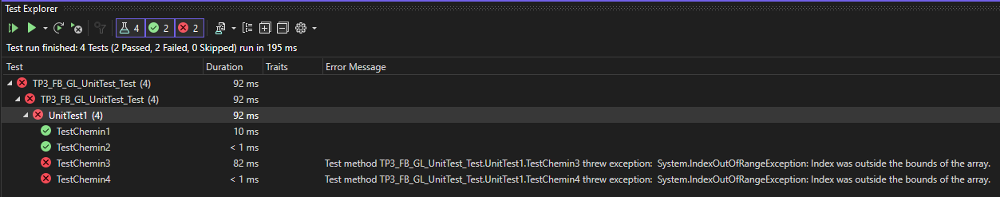 Test Explorer
4 2 2
Test run finished: 4 Tests (2 Passed, 2 Failed, 0 Skipped) run in 195 ms
Test Duration Traits Error Message
TP3_FB_GL_UnitTest_Test (4) 92 ms
TP3_FB_GL_UnitTest_Test (4) 92 ms
UnitTest1 (4) 92 ms
TestChemin1 10 ms
TestChemin2 < 1 ms
TestChemin3 82 ms Test method TP3_FB_GL_UnitTest_Test.UnitTest1.TestChemin3 threw exception: System.IndexOutOfRangeException: Index was outside the bounds of the array.
TestChemin4 < 1 ms Test method TP3_FB_GL_UnitTest_Test.UnitTest1.TestChemin4 threw exception: System.IndexOutOfRangeException: Index was outside the bounds of the array.